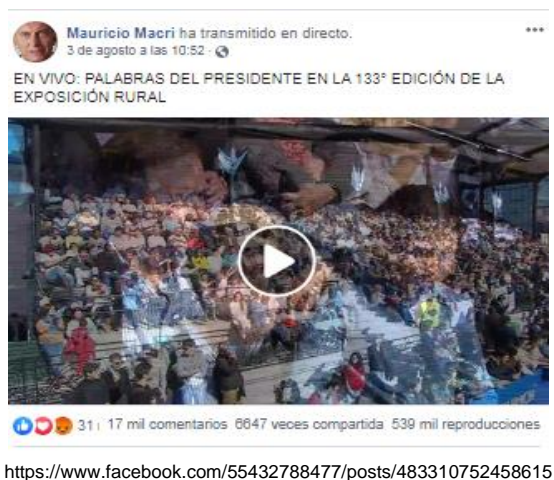 Mauricio Macri ha transmitido en directo.
3 de agosto a las 10:52 ·
EN VIVO: PALABRAS DEL PRESIDENTE EN LA 133° EDICIÓN DE LA
EXPOSICIÓN RURAL
17 mil comentarios 6647 veces compartida 539 mil reproducciones
https://www.facebook.com/55432788477/posts/483310752458615